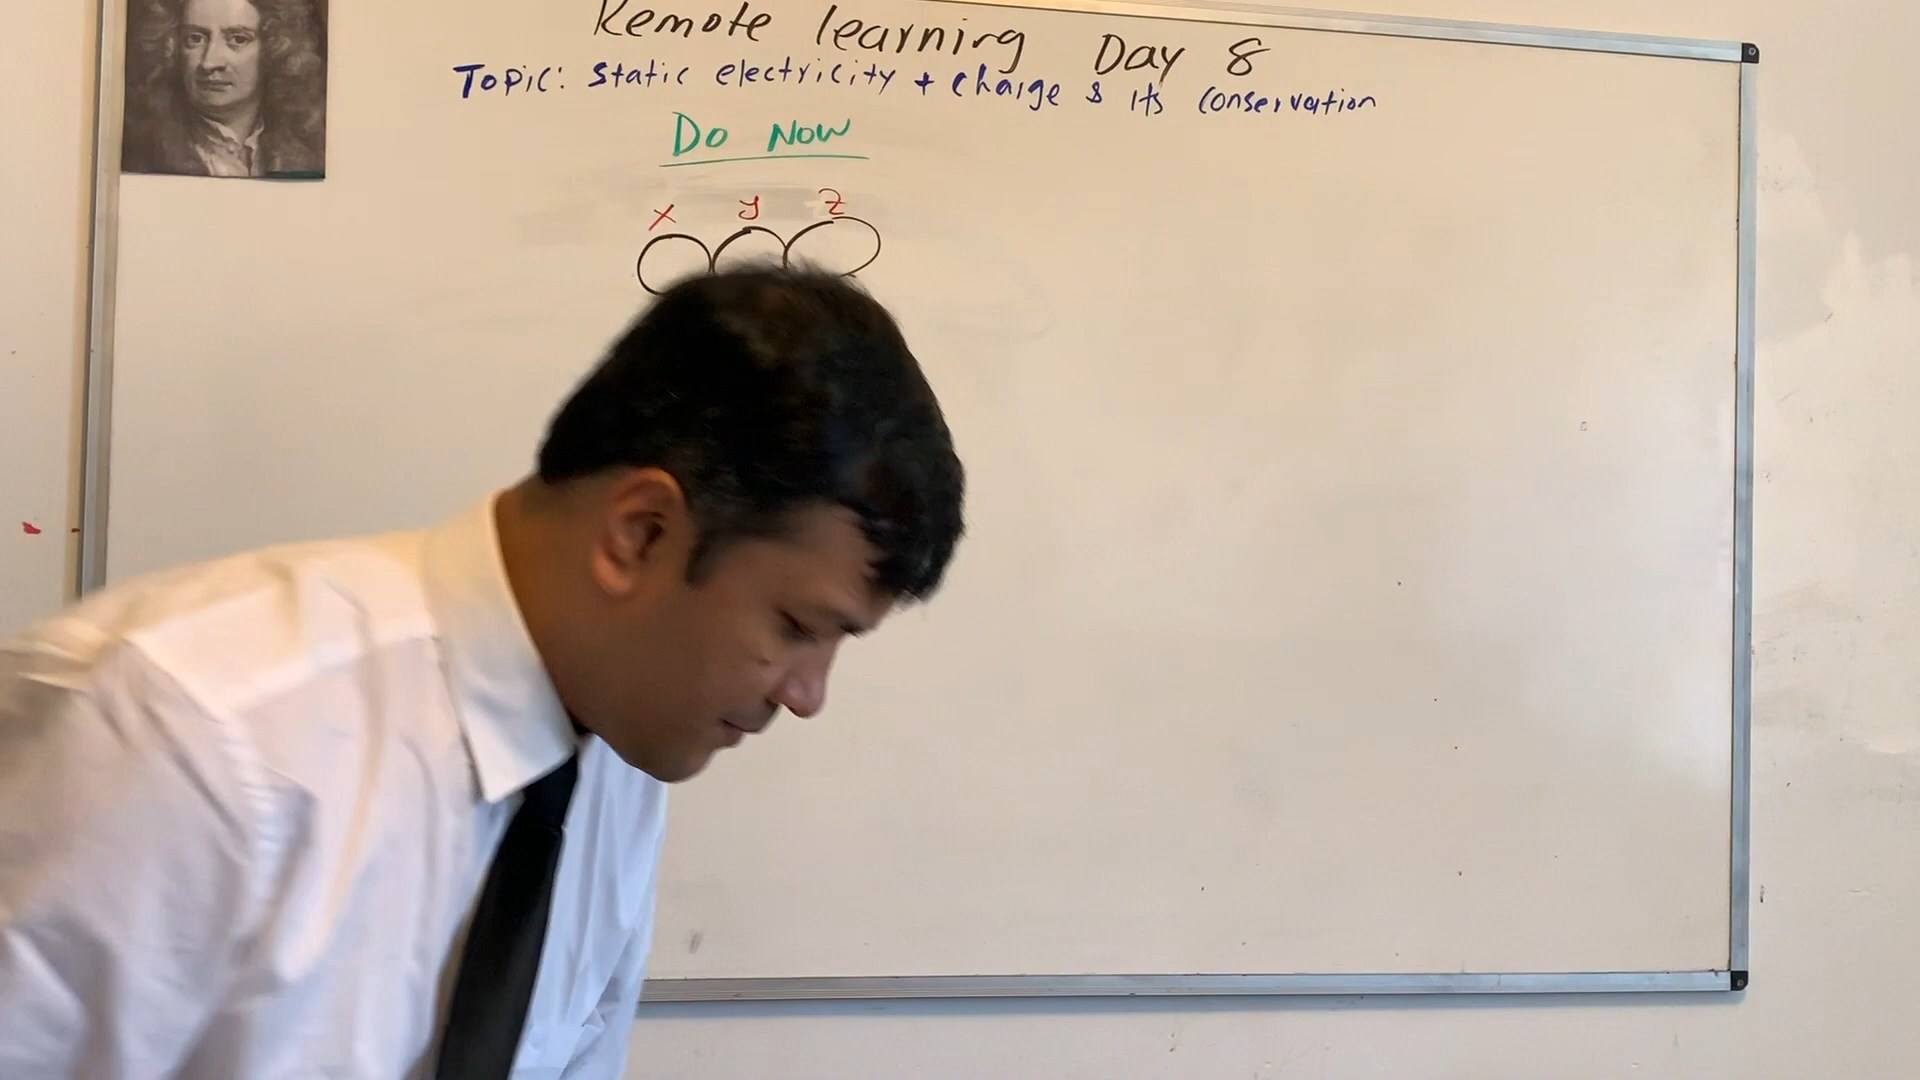 Remote learning Day 8
Topic: Static electricity + Charge & its Conservation
Do Now
X y Z